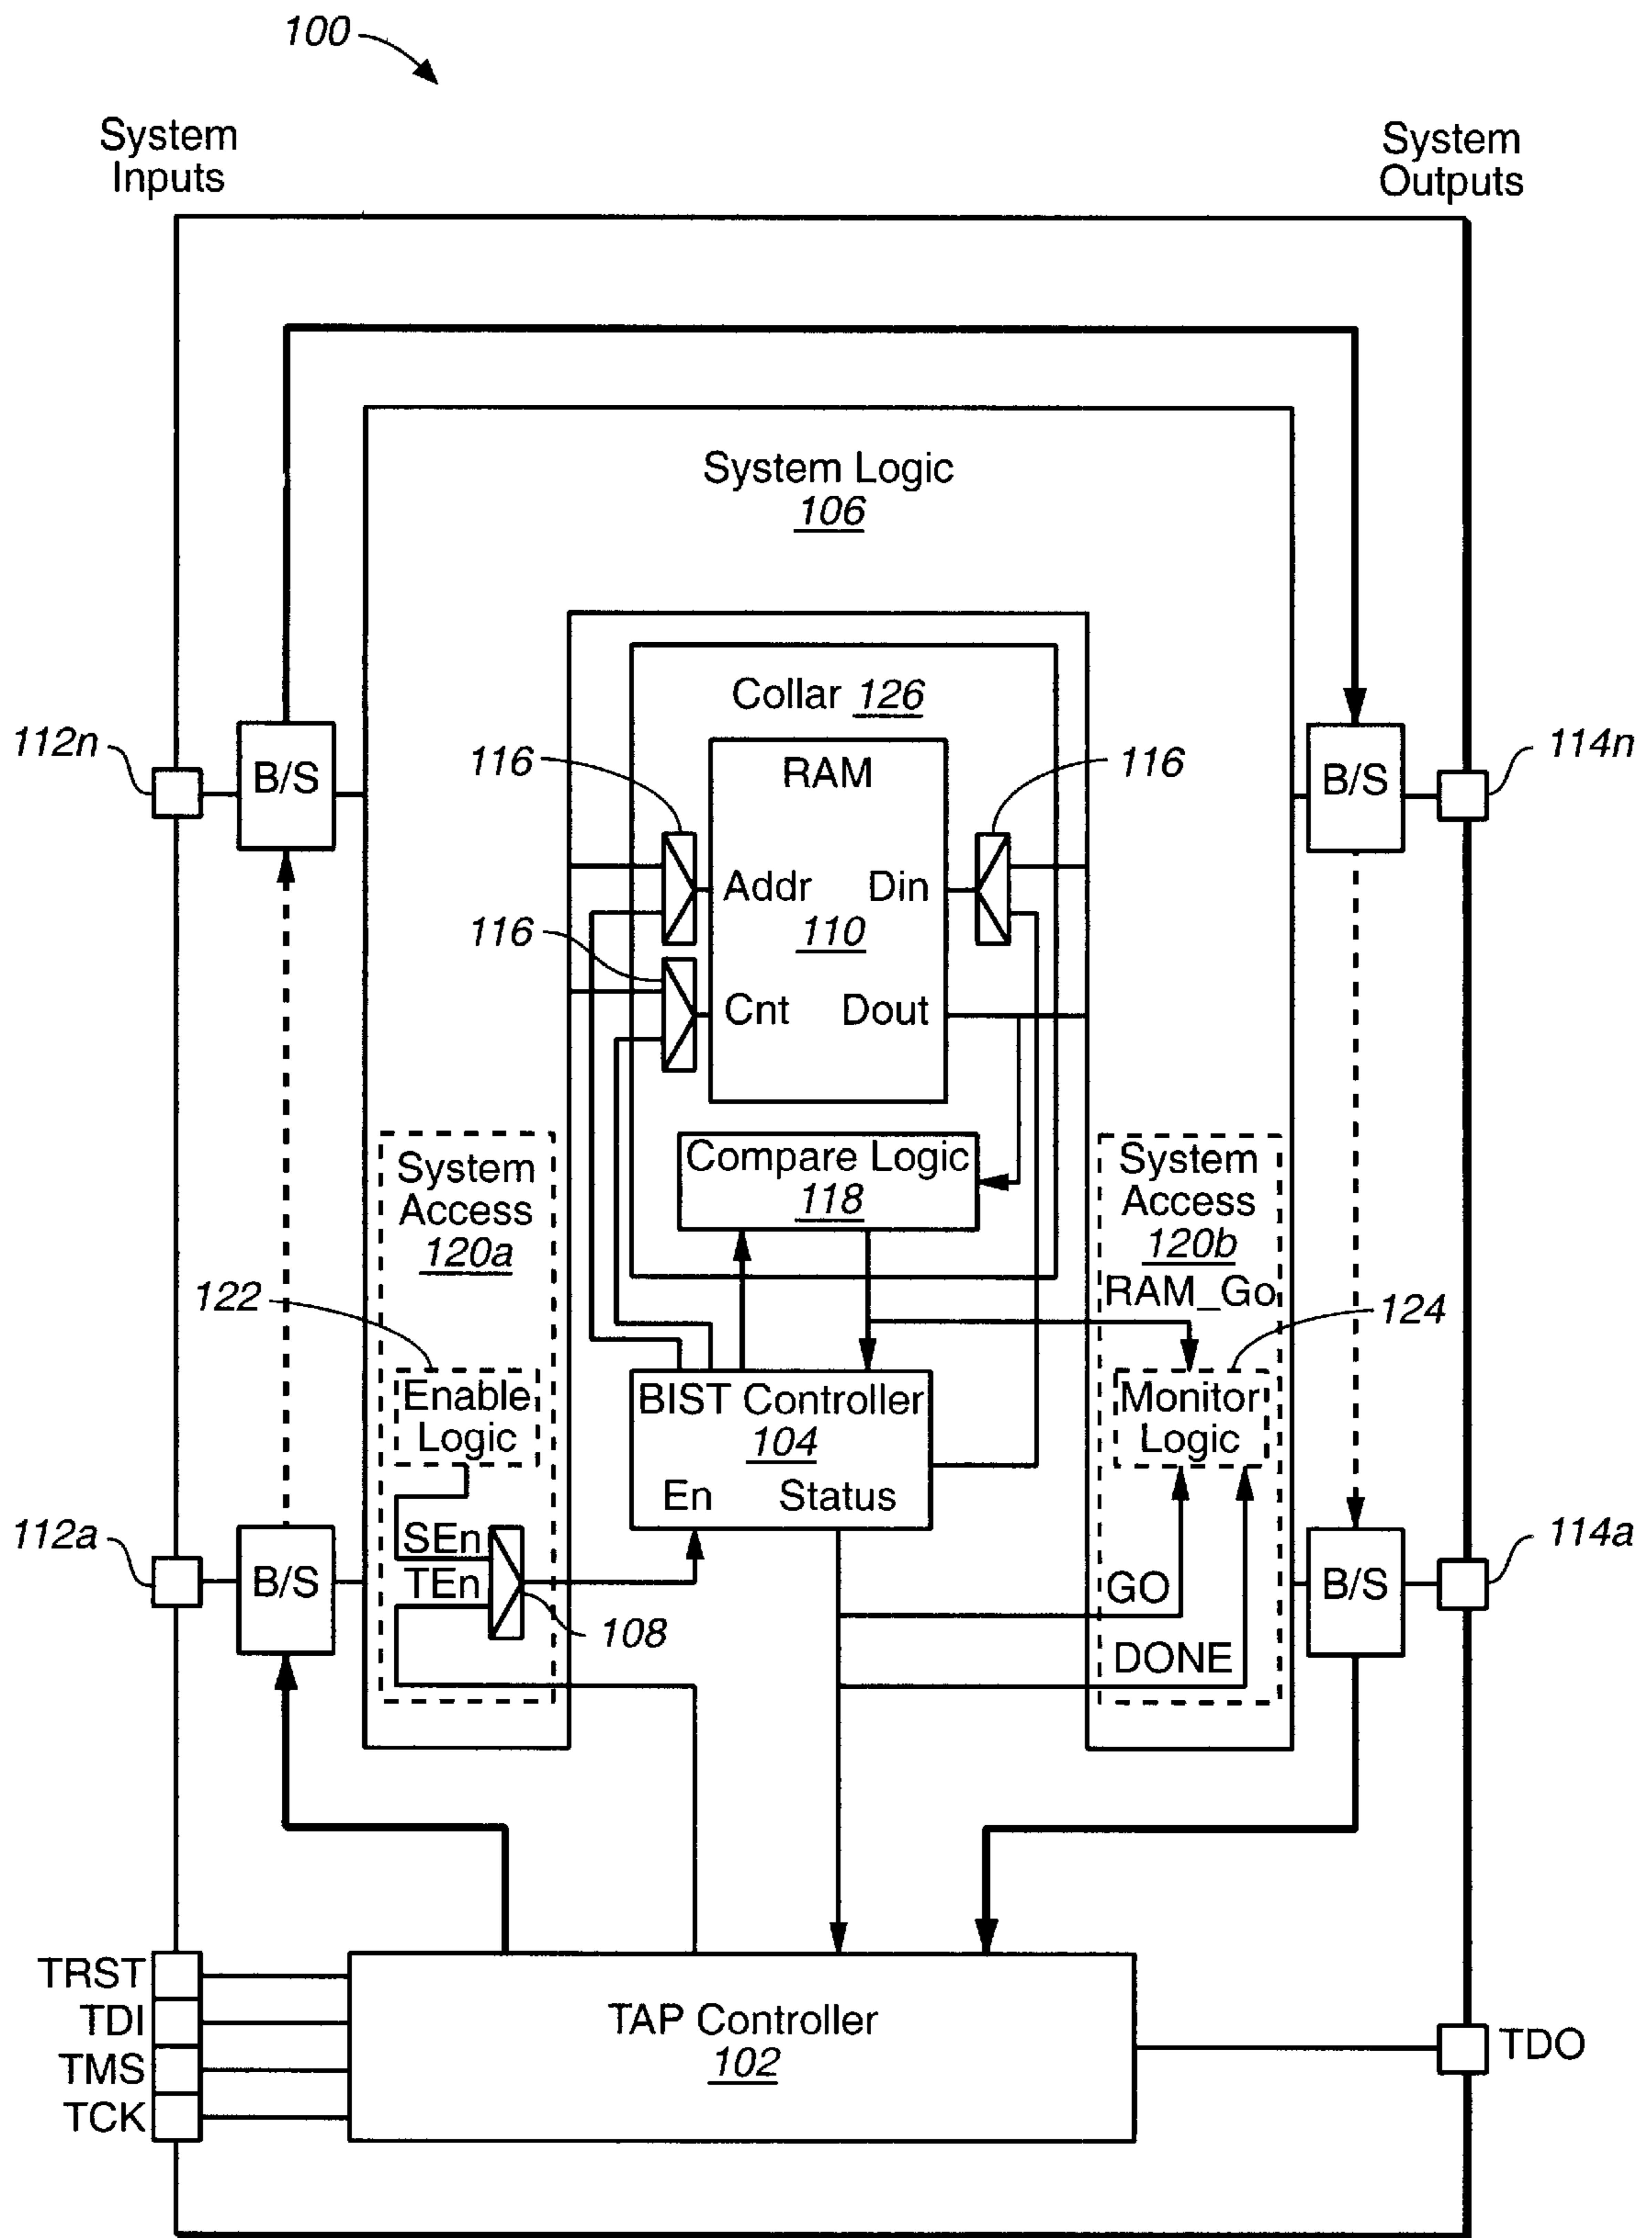 100
System
Inputs
System
Outputs
System Logic
106
Collar 126
112n
B/S
116
RAM
116
B/S
114n
Addr
Din
116
110
Cnt
Dout
System
Access
120a
Compare Logic
118
System
Access
120b
122
RAM_Go
124
Enable
Logic
BIST Controller
104
Monitor
Logic
En
Status
112a
B/S
SEn
TEn
108
GO
B/S
114a
DONE
TRST
TDI
TMS
TCK
TAP Controller
102
TDO